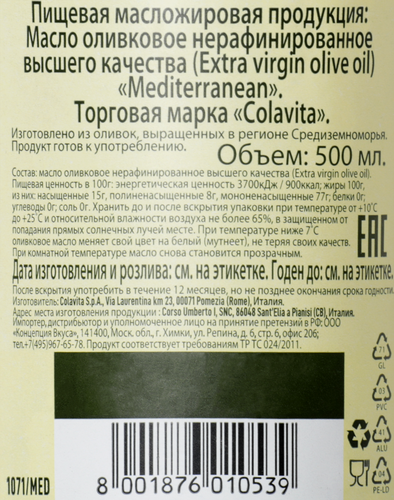 Пищевая масложировая продукция:
Масло оливковое нерафинированное
высшего качества (Extra virgin olive oil)
«Mediterranean».
Торговая марка «Colavita».
Изготовлено из оливок, выращенных в регионе Средиземноморья.
Продукт готов к употреблению.
Объем: 500 мл.
Состав: масло оливковое нерафинированное высшего качества (Extra virgin olive oil).
Пищевая ценность в 100г: энергетическая ценность 3700кДж / 900ккал; жиры 100г,
из них: насыщенные 15г, полиненасыщенные 8г, мононенасыщенные 77г; белки 0г;
углеводы 0г; соли 0г. Хранить до и после вскрытия упаковки при температуре от +10˚С
до +25˚С и относительной влажности воздуха не более 65%, в защищенном от
попадания прямых солнечных лучей месте. При температуре ниже 7˚С
оливковое масло меняет свой цвет на белый (мутнеет), не теряя своих качеств.
При комнатной температуре масло снова становится прозрачным.
EAC
Дата изготовления и розлива: см. на этикетке. Годен до: см. на этикетке.
После вскрытия употребить в течение 12 месяцев, но не позднее окончания срока годности.
Изготовитель: Colavita S.p.A., Via Laurentina km 23, 00071 Pomezia (Rome), Италия.
Адрес места изготовления продукта: Corso Umberto I, SNC, 86048 Sant'Elia a Pianisi (CB), Италия.
Импортер, дистрибьютор и уполномоченное лицо на принятие претензий в РФ: ООО
«Концепция Вкуса», 141400, Моск. обл., г. Химки, ул. Репина, д. 6, стр. 6, офис 206;
тел.+7(495)967-65-78. Продукт соответствует требованиям ТР ТС 024/2011.
GL
03
PVC
41
ALU
04
PE-LD
1071/MED
8 001876 010539